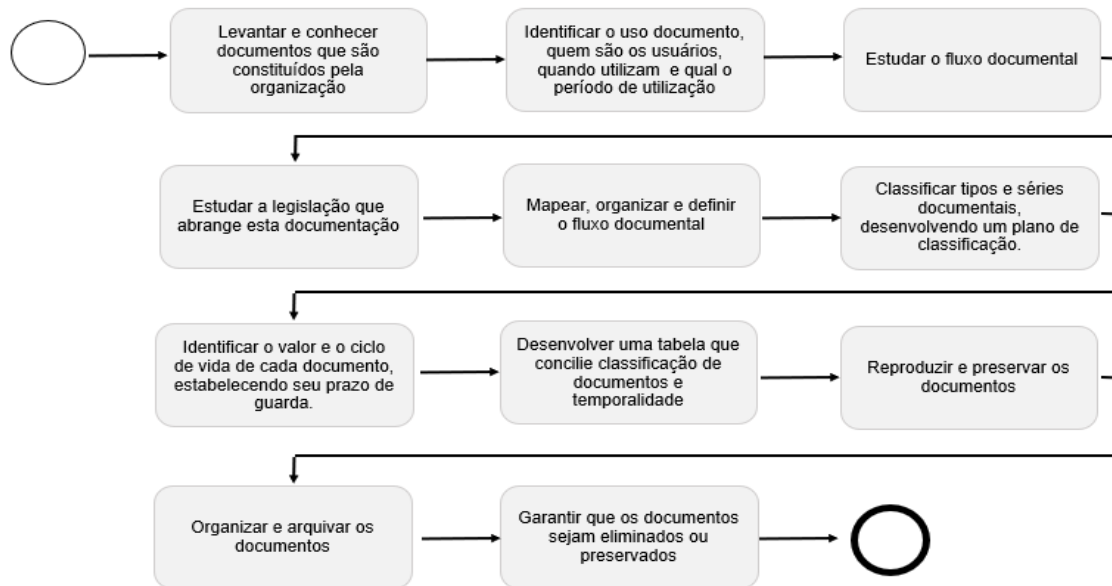 Levantar e conhecer
documentos que são
constituídos pela
organização
Identificar o uso documento,
quem são os usuários,
quando utilizam e qual o
período de utilização
Estudar o fluxo documental
Estudar a legislação que
abrange esta documentação
Mapear, organizar e definir
o fluxo documental
Classificar tipos e séries
documentais,
desenvolvendo um plano de
classificação.
Identificar o valor e o ciclo
de vida de cada documento,
estabelecendo seu prazo de
guarda.
Desenvolver uma tabela que
concilie classificação de
documentos e
temporalidade
Reproduzir e preservar os
documentos
Organizar e arquivar os
documentos
Garantir que os documentos
sejam eliminados ou
preservados